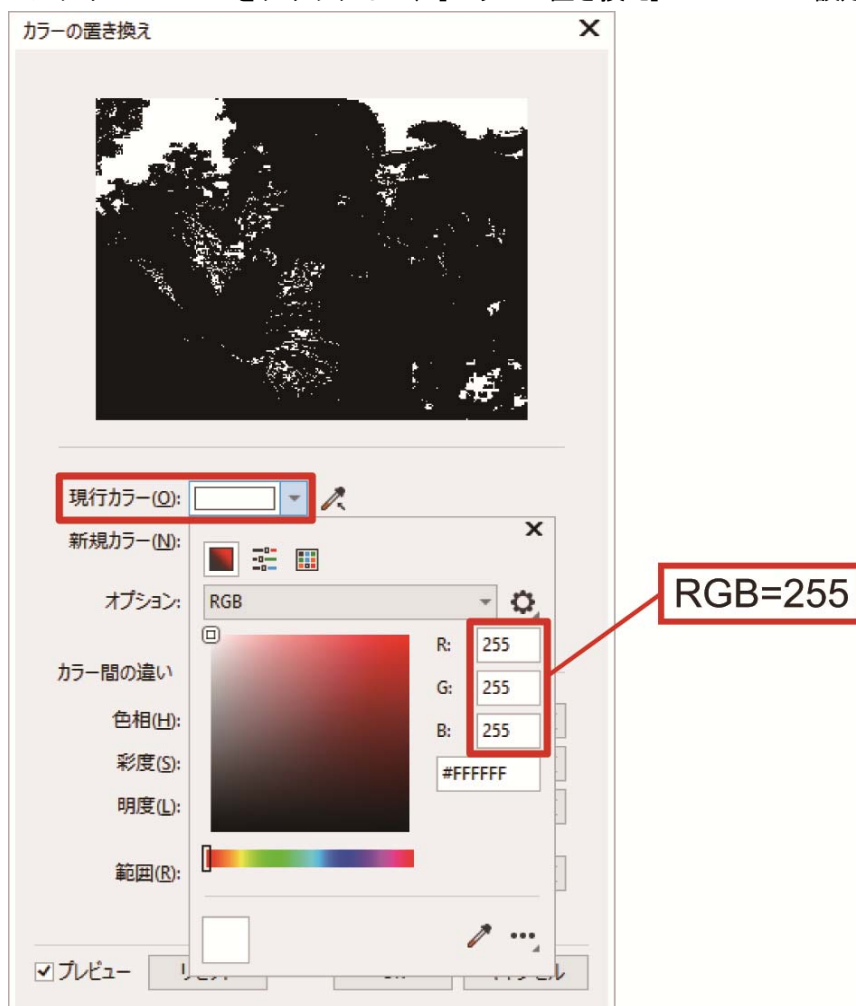 カラーの置き換え
現行カラー(O):
新規カラー(N):
オプション: RGB
R: 255
カラー間の違い
G: 255
色相(H):
B: 255
彩度(S):
#FFFFFF
明度(L):
範囲(R):
プレビュー
RGB=255